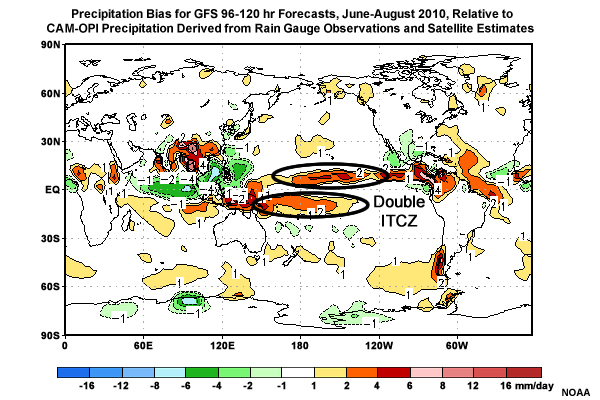 Precipitation Bias for GFS 96-120 hr Forecasts, June-August 2010, Relative to
CAM-OPI Precipitation Derived from Rain Gauge Observations and Satellite Estimates
90N
60N
30N
EQ
30S
60S
90S
Double
ITCZ
0 60E 120E 180 120W 60W
-16 -12 -8 -6 -4 -2 -1 1 2 4 6 8 12 16 mm/day
NOAA